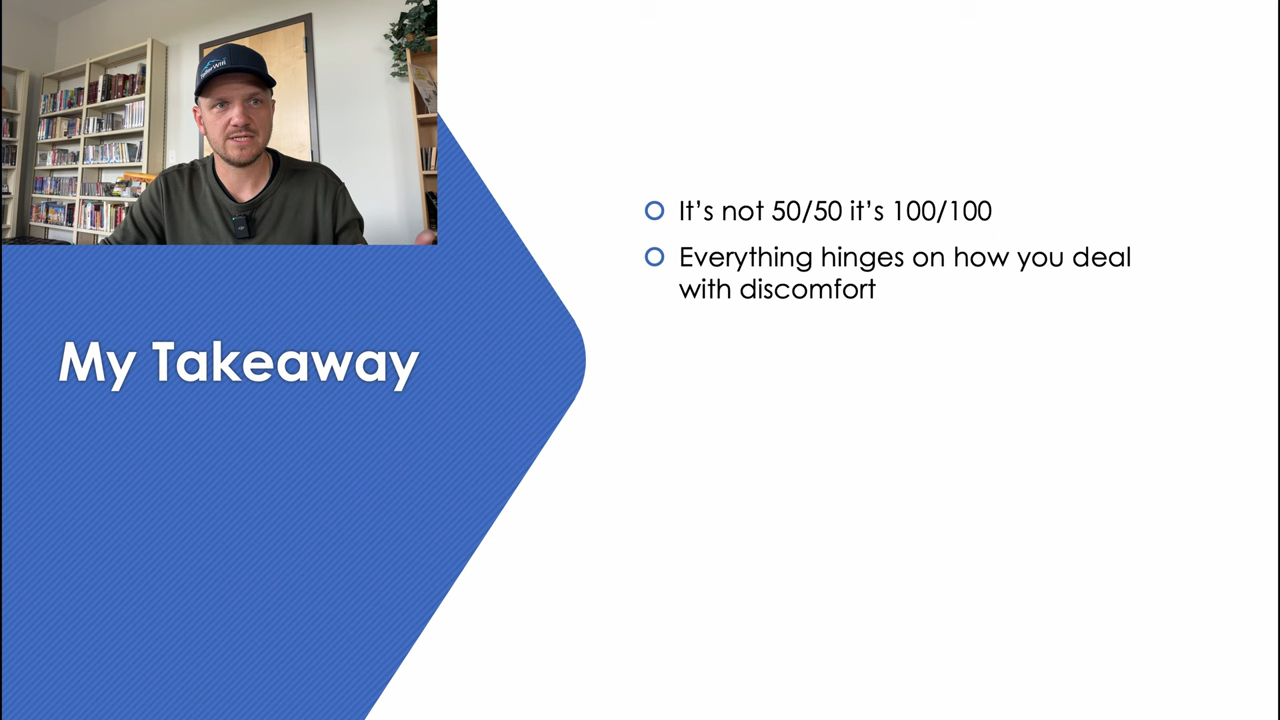 My Takeaway
It's not 50/50 it's 100/100
Everything hinges on how you deal
with discomfort